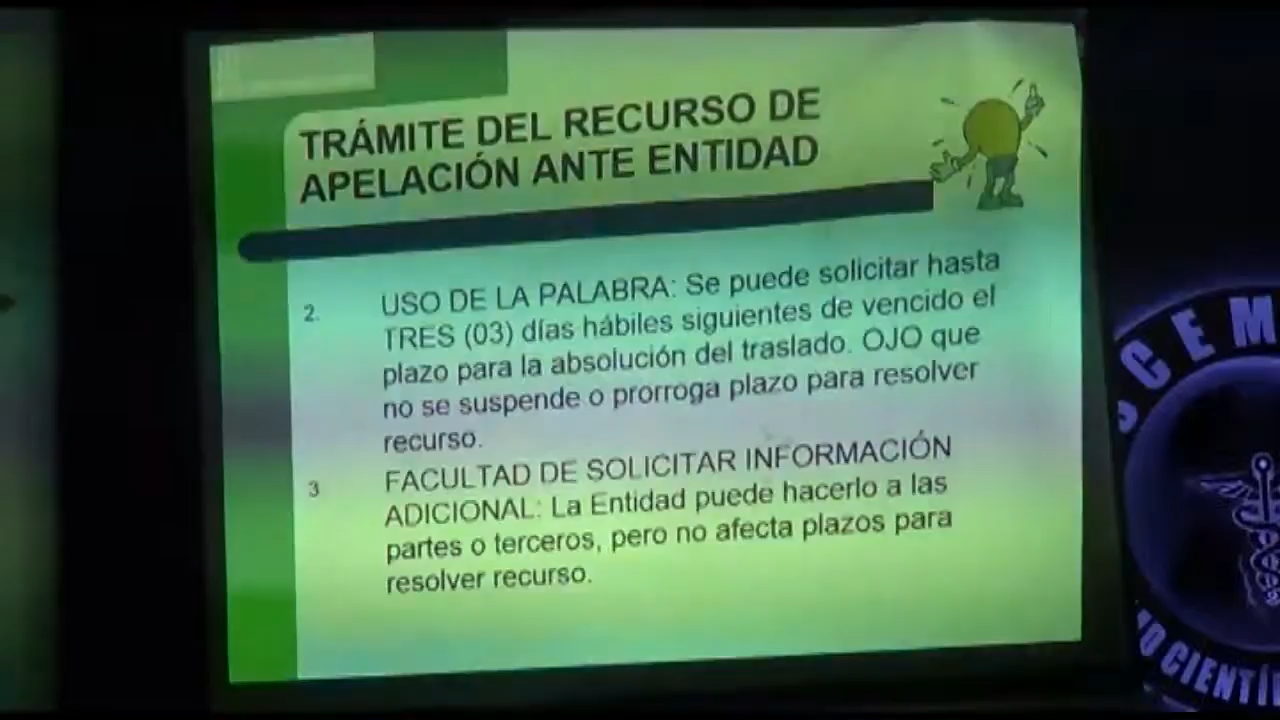 TRÁMITE DEL RECURSO DE
APELACIÓN ANTE ENTIDAD
2. USO DE LA PALABRA: Se puede solicitar hasta
TRES (03) días hábiles siguientes de vencido el
plazo para la absolución del traslado. OJO que
no se suspende o prorroga plazo para resolver
recurso.
3 FACULTAD DE SOLICITAR INFORMACIÓN
ADICIONAL: La Entidad puede hacerlo a las
partes o terceros, pero no afecta plazos para
resolver recurso.
CEM
CIENTÍ